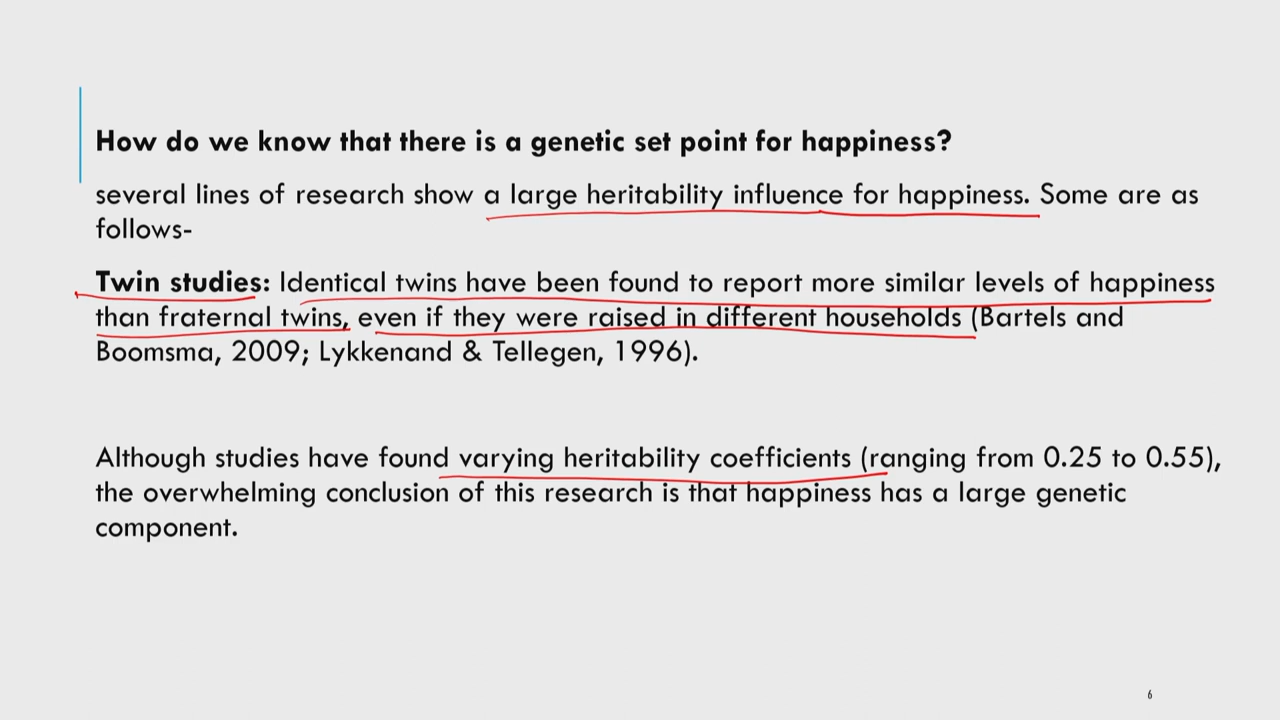 How do we know that there is a genetic set point for happiness?
several lines of research show a large heritability influence for happiness. Some are as
follows-
Twin studies: Identical twins have been found to report more similar levels of happiness
than fraternal twins, even if they were raised in different households (Bartels and
Boomsma, 2009; Lykkenand & Tellegen, 1996).
Although studies have found varying heritability coefficients (ranging from 0.25 to 0.55),
the overwhelming conclusion of this research is that happiness has a large genetic
component.
6